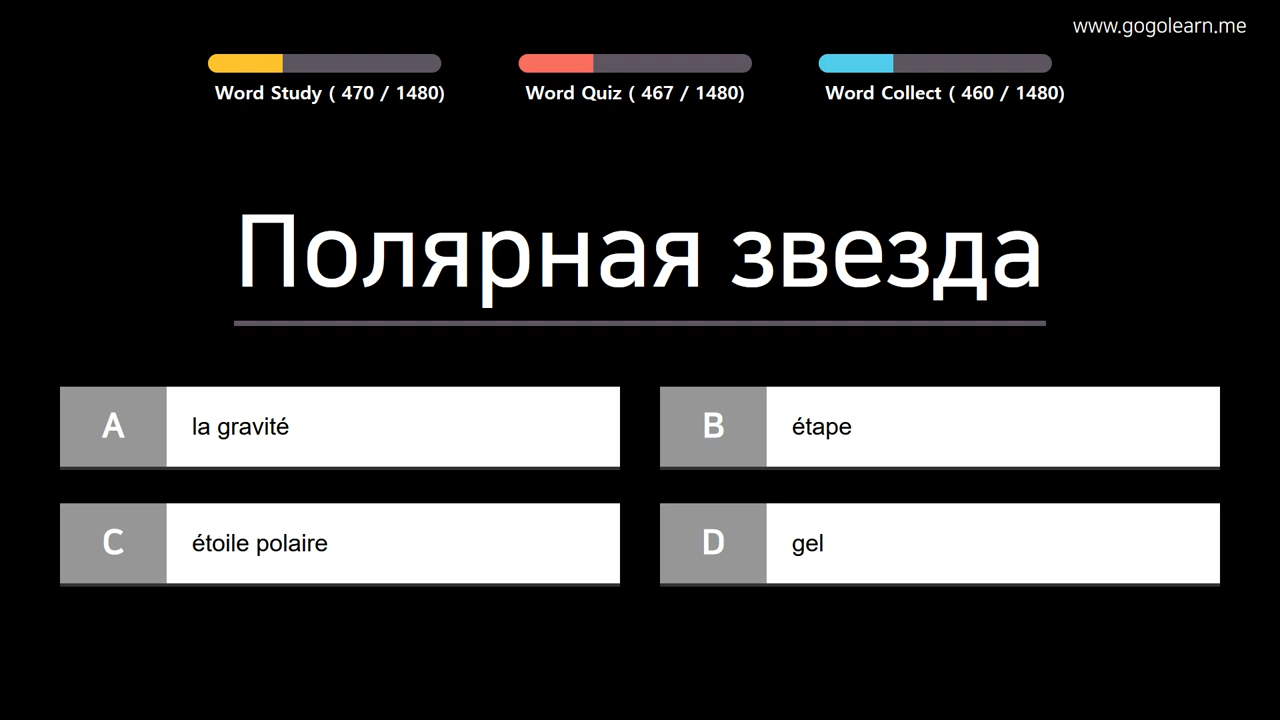 www.gogolearn.me
Word Study ( 470 / 1480)
Word Quiz ( 467 / 1480)
Word Collect ( 460 / 1480)
Полярная звезда
A
la gravité
B
étape
C
étoile polaire
D
gel